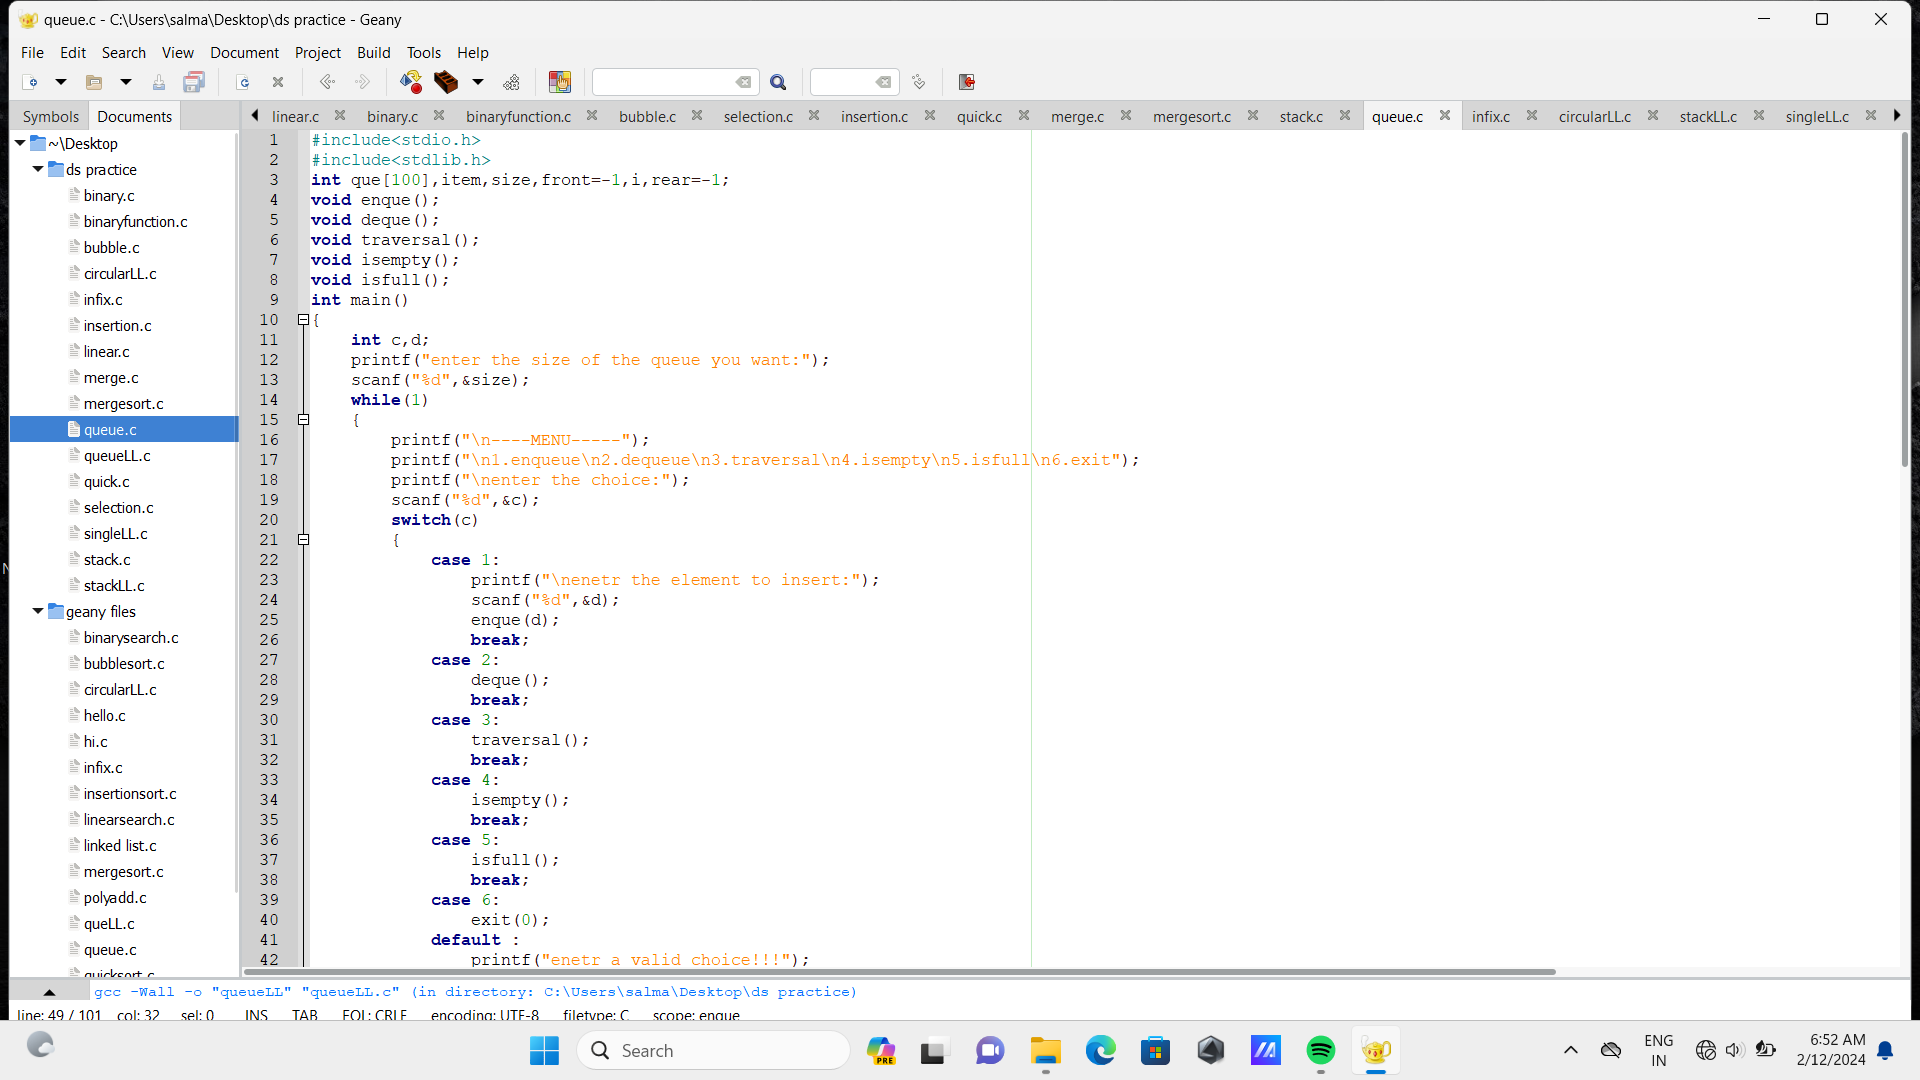 queue.c - C:\Users\salma\Desktop\ds practice - Geany
File Edit Search View Document Project Build Tools Help
Symbols Documents
linear.c binary.c binaryfunction.c bubble.c selection.c insertion.c quick.c merge.c mergesort.c stack.c queue.c infix.c circularLL.c stackLL.c singleLL.c
~\Desktop
ds practice
binary.c
binaryfunction.c
bubble.c
circularLL.c
infix.c
insertion.c
linear.c
merge.c
mergesort.c
queue.c
queueLL.c
quick.c
selection.c
singleLL.c
stack.c
stackLL.c
geany files
binarysearch.c
bubblesort.c
circularLL.c
hello.c
hi.c
infix.c
insertionsort.c
linearsearch.c
linked list.c
mergesort.c
polyadd.c
queLL.c
queue.c
quicksort.c
1 #include<stdio.h>
2 #include<stdlib.h>
3 int que[100],item,size,front=-1,i,rear=-1;
4 void enque();
5 void deque();
6 void traversal();
7 void isempty();
8 void isfull();
9 int main()
10 {
11 int c,d;
12 printf("enter the size of the queue you want:");
13 scanf("%d",&size);
14 while(1)
15 {
16 printf("\n----MENU-----");
17 printf("\n1.enqueue\n2.dequeue\n3.traversal\n4.isempty\n5.isfull\n6.exit");
18 printf("\nenter the choice:");
19 scanf("%d",&c);
20 switch(c)
21 {
22 case 1:
23 printf("\nenetr the element to insert:");
24 scanf("%d",&d);
25 enque(d);
26 break;
27 case 2:
28 deque();
29 break;
30 case 3:
31 traversal();
32 break;
33 case 4:
34 isempty();
35 break;
36 case 5:
37 isfull();
38 break;
39 case 6:
40 exit(0);
41 default :
42 printf("enetr a valid choice!!!");
gcc -Wall -o "queueLL" "queueLL.c" (in directory: C:\Users\salma\Desktop\ds practice)
line: 49 / 101 col: 32 sel: 0 INS TAB EOL: CRLF encoding: UTF-8 filetype: C scope: enque
Search
PRE
ENG
IN
6:52 AM
2/12/2024